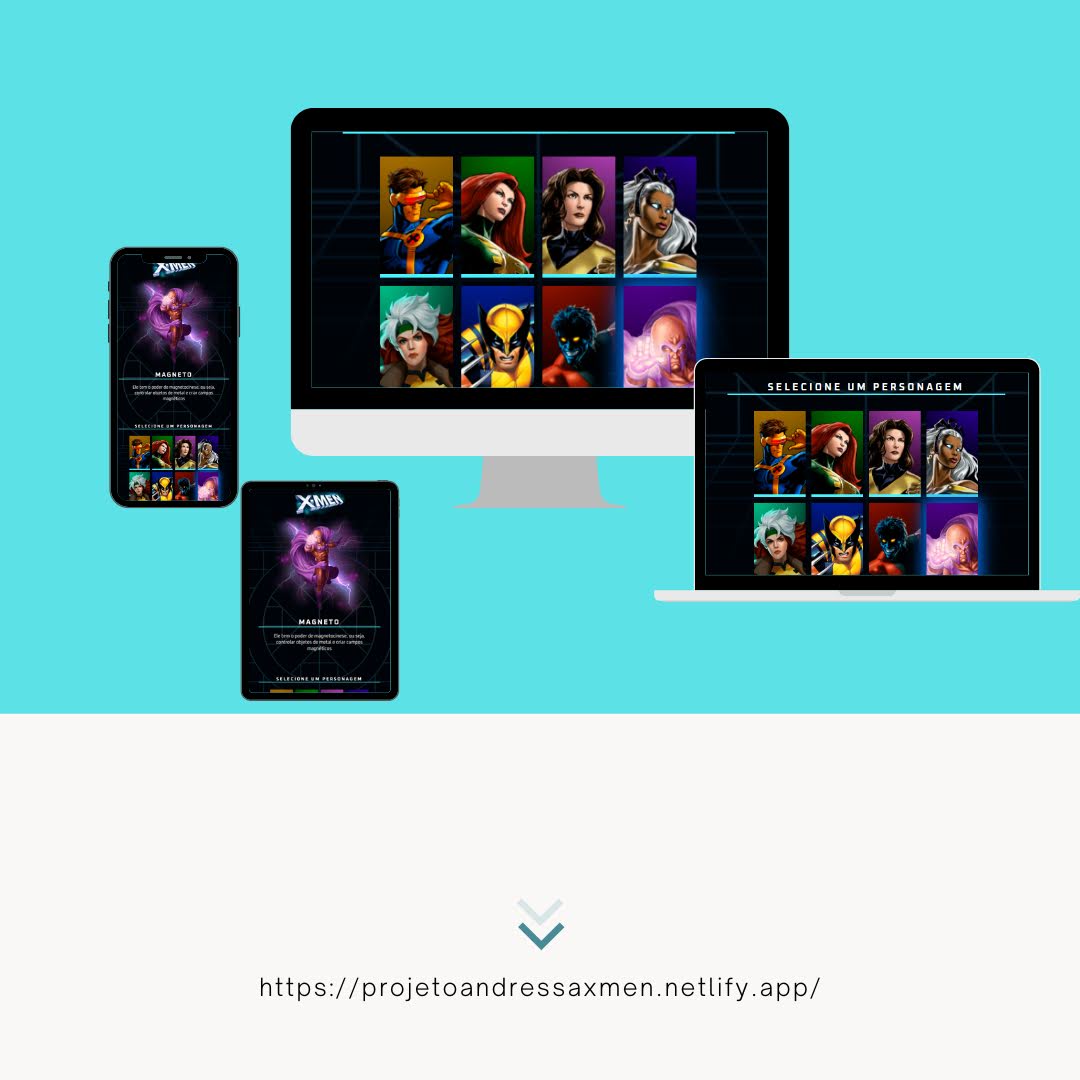 X-MEN
MAGNETO
Ele tem o poder de magnetocinese, ou seja,
controlar objetos de metal e criar campos
magnéticos
SELECIONE UM PERSONAGEM
X-MEN
MAGNETO
Ele tem o poder de magnetocinese, ou seja,
controlar objetos de metal e criar campos
magnéticos
SELECIONE UM PERSONAGEM
SELECIONE UM PERSONAGEM
https://projetoandressaxmen.netlify.app/